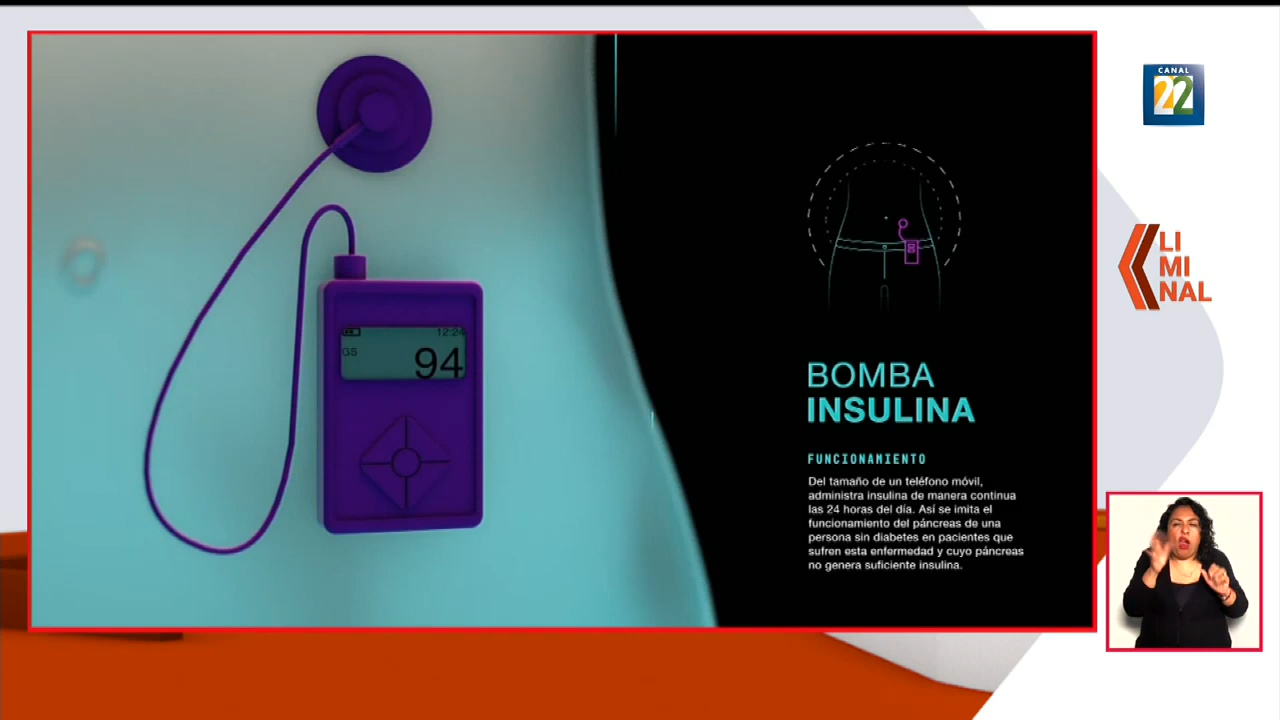 CANAL
22
LI
MI
NAL
12:24
GS
94
BOMBA
INSULINA
FUNCIONAMIENTO
Del tamaño de un teléfono móvil,
administra insulina de manera continua
las 24 horas del día. Así se imita el
funcionamiento del páncreas de una
persona sin diabetes en pacientes que
sufren esta enfermedad y cuyo páncreas
no genera suficiente insulina.